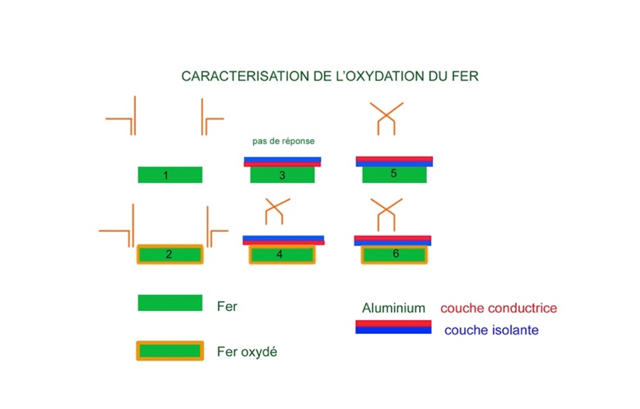 CARACTERISATION DE L'OXYDATION DU FER
pas de réponse
1
3
5
2
4
6
Fer
Aluminium couche conductrice
couche isolante
Fer oxydé